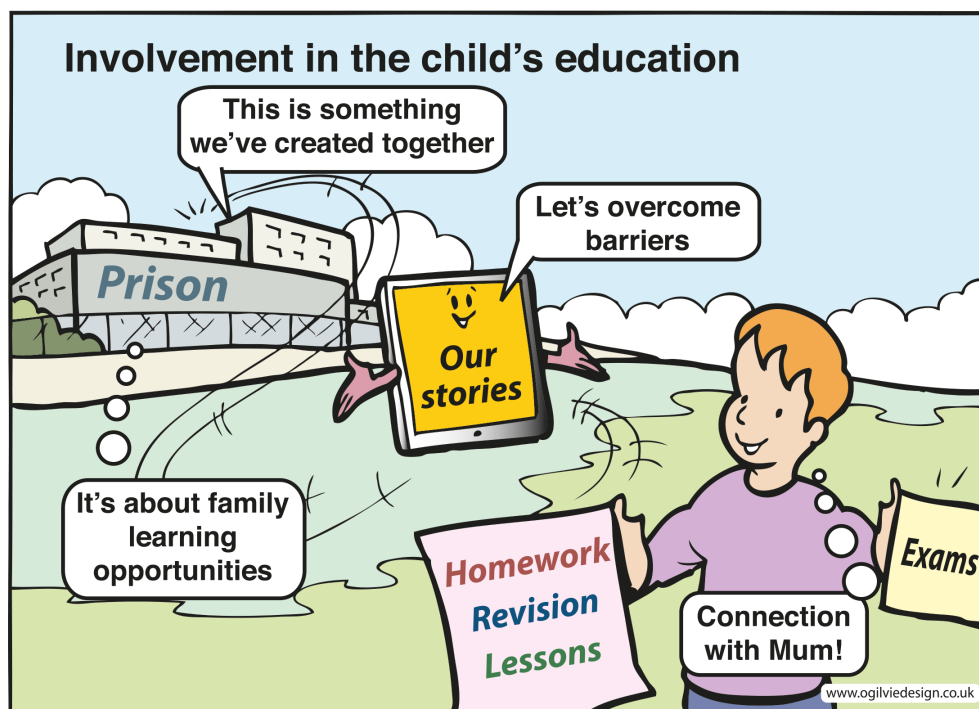 Involvement in the child's education
This is something
we've created together
Let's overcome
barriers
Prison
Our
stories
It's about family
learning
opportunities
Homework
Revision
Lessons
Exams
Connection
with Mum!
www.ogilviedesign.co.uk